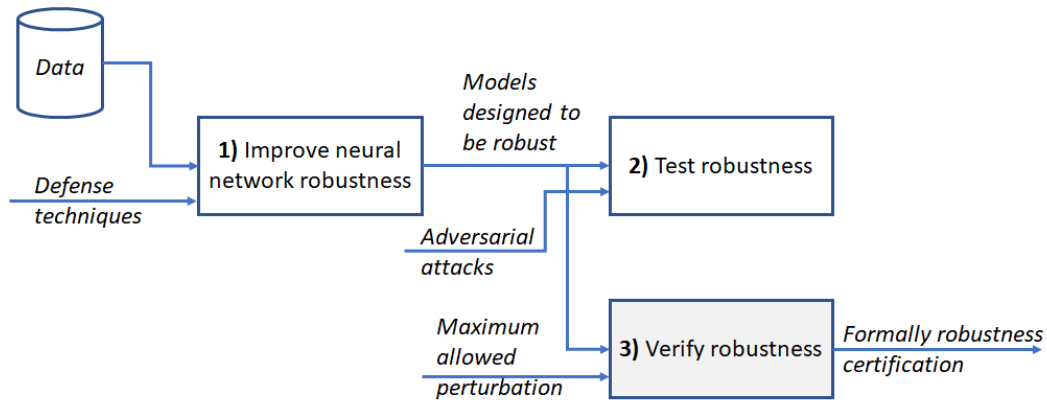 Data
1) Improve neural
network robustness
Defense
techniques
Models
designed to
be robust
2) Test robustness
Adversarial
attacks
Maximum
allowed
perturbation
3) Verify robustness
Formally robustness
certification